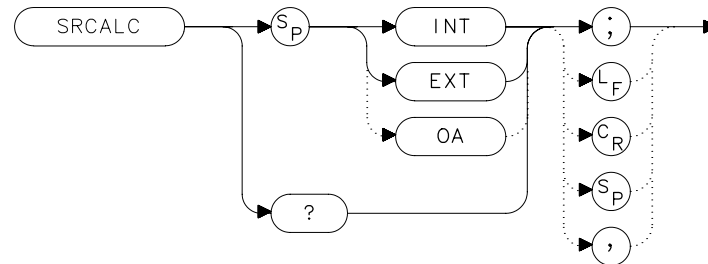 SRCALC
SP
INT
;
EXT
LF
OA
CR
SP
?
,